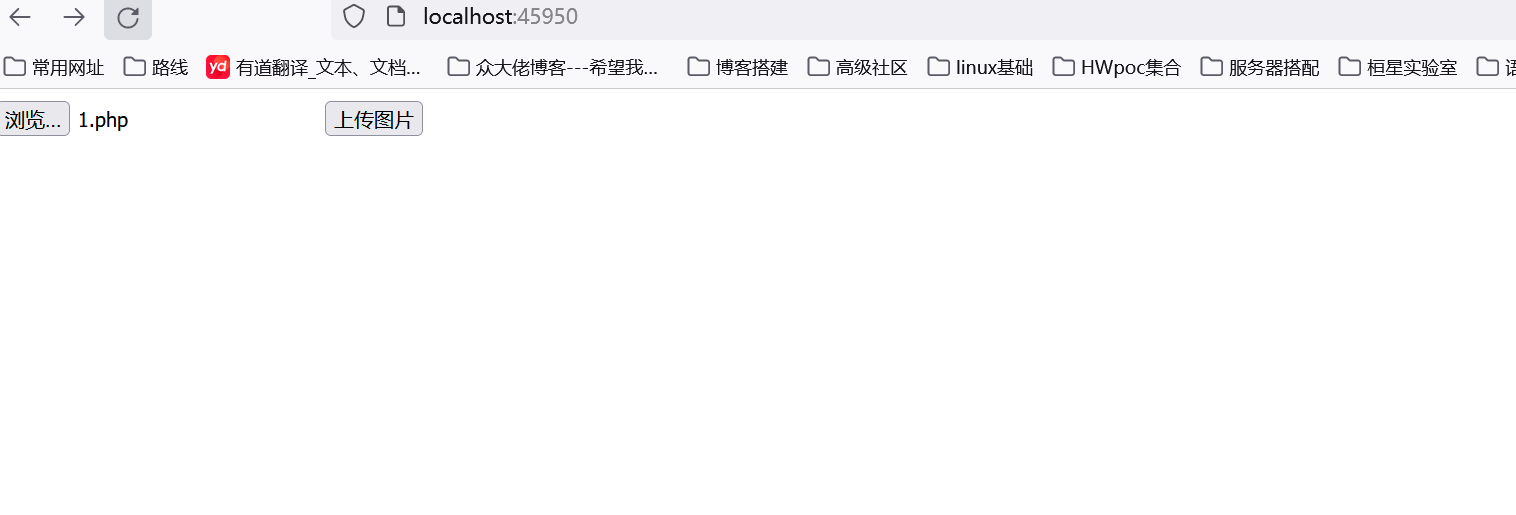 localhost:45950
常用网址 路线 yd 有道翻译_文本、文档... 众大佬博客---希望我... 博客搭建 高级社区 linux基础 HWpoc集合 服务器搭配 桓星实验室 语
浏览... 1.php 上传图片